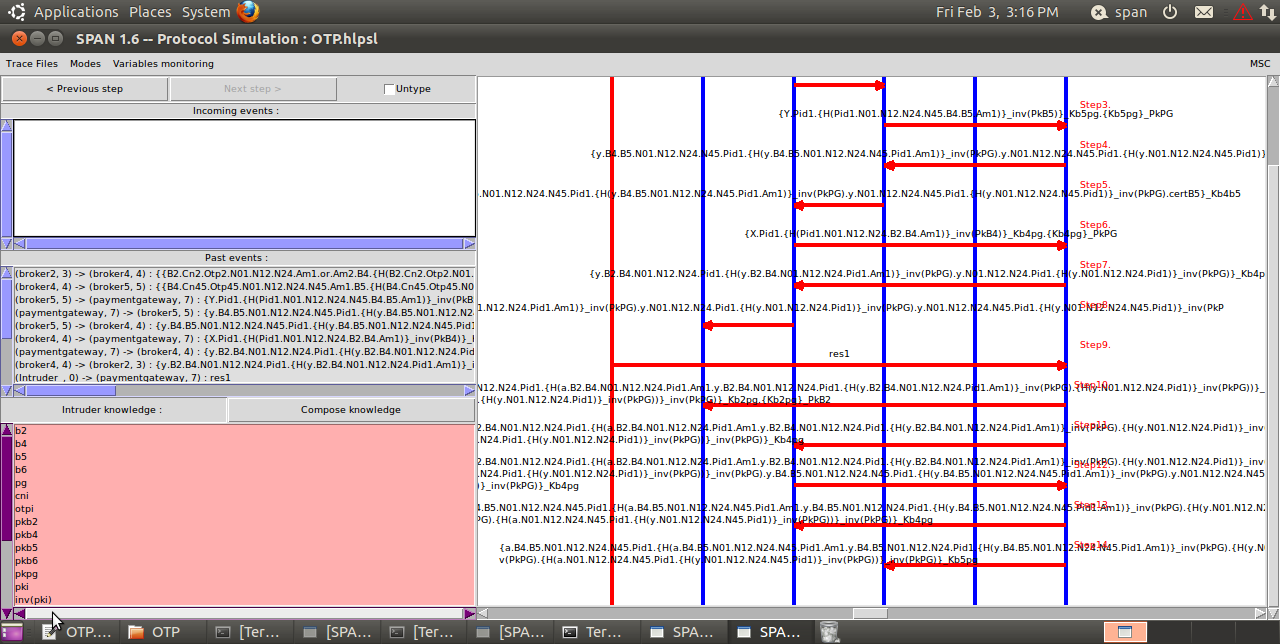 Applications Places System Fri Feb 3, 3:16 PM span
SPAN 1.6 -- Protocol Simulation : OTP.hlpsl
Trace Files Modes Variables monitoring MSC
< Previous step Next step > Untype
Incoming events :
Past events :
(broker2, 3) -> (broker4, 4) : {{B2.Cn2.Otp2.N01.N12.N24.Am1.or.Am2.B4.{H(B2.Cn2.Otp2.N01.
(broker4, 4) -> (broker5, 5) : {{B4.Cn45.Otp45.N01.N12.N24.N45.Am1.B5.{H(B4.Cn45.Otp45.N0
(broker5, 5) -> (paymentgateway, 7) : {Y.Pid1.{H(Pid1.N01.N12.N24.N45.B4.B5.Am1)}_inv(PkB
(paymentgateway, 7) -> (broker5, 5) : {y.B4.B5.N01.N12.N24.N45.Pid1.{H(y.B4.B5.N01.N12.N2
(broker5, 5) -> (broker4, 4) : {y.B4.B5.N01.N12.N24.N45.Pid1.{H(y.B4.B5.N01.N12.N24.N45.Pid1
(broker4, 4) -> (paymentgateway, 7) : {X.Pid1.{H(Pid1.N01.N12.N24.B2.B4.Am1)}_inv(PkB4)}_K
(paymentgateway, 7) -> (broker4, 4) : {y.B2.B4.N01.N12.N24.Pid1.{H(y.B2.B4.N01.N12.N24.Pid
(broker4, 4) -> (broker2, 3) : {y.B2.B4.N01.N12.N24.Pid1.{H(y.B2.B4.N01.N12.N24.Pid1.Am1)}_i
(Intruder_, 0) -> (paymentgateway, 7) : res1
Intruder knowledge : Compose knowledge
b2
b4
b5
b6
pg
cni
otpi
pkb2
pkb4
pkb5
pkb6
pkpg
pki
inv(pki)
Step3.
{Y.Pid1.{H(Pid1.N01.N12.N24.N45.B4.B5.Am1)}_inv(PkB5)}_Kb5pg.{Kb5pg}_PkPG
Step4.
{y.B4.B5.N01.N12.N24.N45.Pid1.{H(y.B4.B5.N01.N12.N24.N45.Pid1.Am1)}_inv(PkPG).y.N01.N12.N24.N45.Pid1.{H(y.N01.N12.N24.N45.Pid1)}
Step5.
.N01.N12.N24.N45.Pid1.{H(y.B4.B5.N01.N12.N24.N45.Pid1.Am1)}_inv(PkPG).y.N01.N12.N24.N45.Pid1.{H(y.N01.N12.N24.N45.Pid1)}_inv(PkPG).certB5}_Kb4b5
Step6.
{X.Pid1.{H(Pid1.N01.N12.N24.B2.B4.Am1)}_inv(PkB4)}_Kb4pg.{Kb4pg}_PkPG
Step7.
{y.B2.B4.N01.N12.N24.Pid1.{H(y.B2.B4.N01.N12.N24.Pid1.Am1)}_inv(PkPG).y.N01.N12.N24.Pid1.{H(y.N01.N12.N24.Pid1)}_inv(PkPG)}_Kb4p
Step8.
1.N12.N24.Pid1.Am1)}_inv(PkPG).y.N01.N12.N24.Pid1.{H(y.N01.N12.N24.Pid1)}_inv(PkPG).y.N01.N12.N24.N45.Pid1.{H(y.N01.N12.N24.N45.Pid1)}_inv(PkP
Step9.
res1
Step10.
N12.N24.Pid1.{H(a.B2.B4.N01.N12.N24.Pid1.Am1.y.B2.B4.N01.N12.N24.Pid1.{H(y.B2.B4.N01.N12.N24.Pid1.Am1)}_inv(PkPG).{H(y.N01.N12.N24.Pid1)}_inv(PkPG))}_
.{H(y.N01.N12.N24.Pid1)}_inv(PkPG))}_inv(PkPG)}_Kb2pg.{Kb2pg}_PkB2
Step11.
.B2.B4.N01.N12.N24.Pid1.{H(a.B2.B4.N01.N12.N24.Pid1.Am1.y.B2.B4.N01.N12.N24.Pid1.{H(y.B2.B4.N01.N12.N24.Pid1.Am1)}_inv(PkPG).{H(y.N01.N12.N24.Pid1)}_inv
.N24.Pid1.{H(y.N01.N12.N24.Pid1)}_inv(PkPG))}_inv(PkPG)}_Kb4pg
Step12.
2.B4.N01.N12.N24.Pid1.{H(a.B2.B4.N01.N12.N24.Pid1.Am1.y.B2.B4.N01.N12.N24.Pid1.{H(y.B2.B4.N01.N12.N24.Pid1.Am1)}_inv(PkPG).{H(y.N01.N12.N24.Pid1)}_inv(
.N24.Pid1.{H(y.N01.N12.N24.Pid1)}_inv(PkPG))}_inv(PkPG).y.B4.B5.N01.N12.N24.N45.Pid1.{H(y.B4.B5.N01.N12.N24.N45.Pid1.Am1)}_inv(PkPG).y.N01.N12.N24.N45
)}_inv(PkPG)}_Kb4pg
Step13.
.B4.B5.N01.N12.N24.N45.Pid1.{H(a.B4.B5.N01.N12.N24.N45.Pid1.Am1.y.B4.B5.N01.N12.N24.N45.Pid1.{H(y.B4.B5.N01.N12.N24.N45.Pid1.Am1)}_inv(PkPG).{H(y.N01.N12.N
PG).{H(a.N01.N12.N24.N45.Pid1.{H(y.N01.N12.N24.N45.Pid1)}_inv(PkPG))}_inv(PkPG)}_Kb4pg
Step14.
{a.B4.B5.N01.N12.N24.N45.Pid1.{H(a.B4.B5.N01.N12.N24.N45.Pid1.Am1.y.B4.B5.N01.N12.N24.N45.Pid1.{H(y.B4.B5.N01.N12.N24.N45.Pid1.Am1)}_inv(PkPG).{H(y.N
v(PkPG).{H(a.N01.N12.N24.N45.Pid1.{H(y.N01.N12.N24.N45.Pid1)}_inv(PkPG))}_inv(PkPG)}_Kb5pg
OTP.... OTP [Ter... [SPA... [Ter... [SPA... Ter... SPA... SPA...